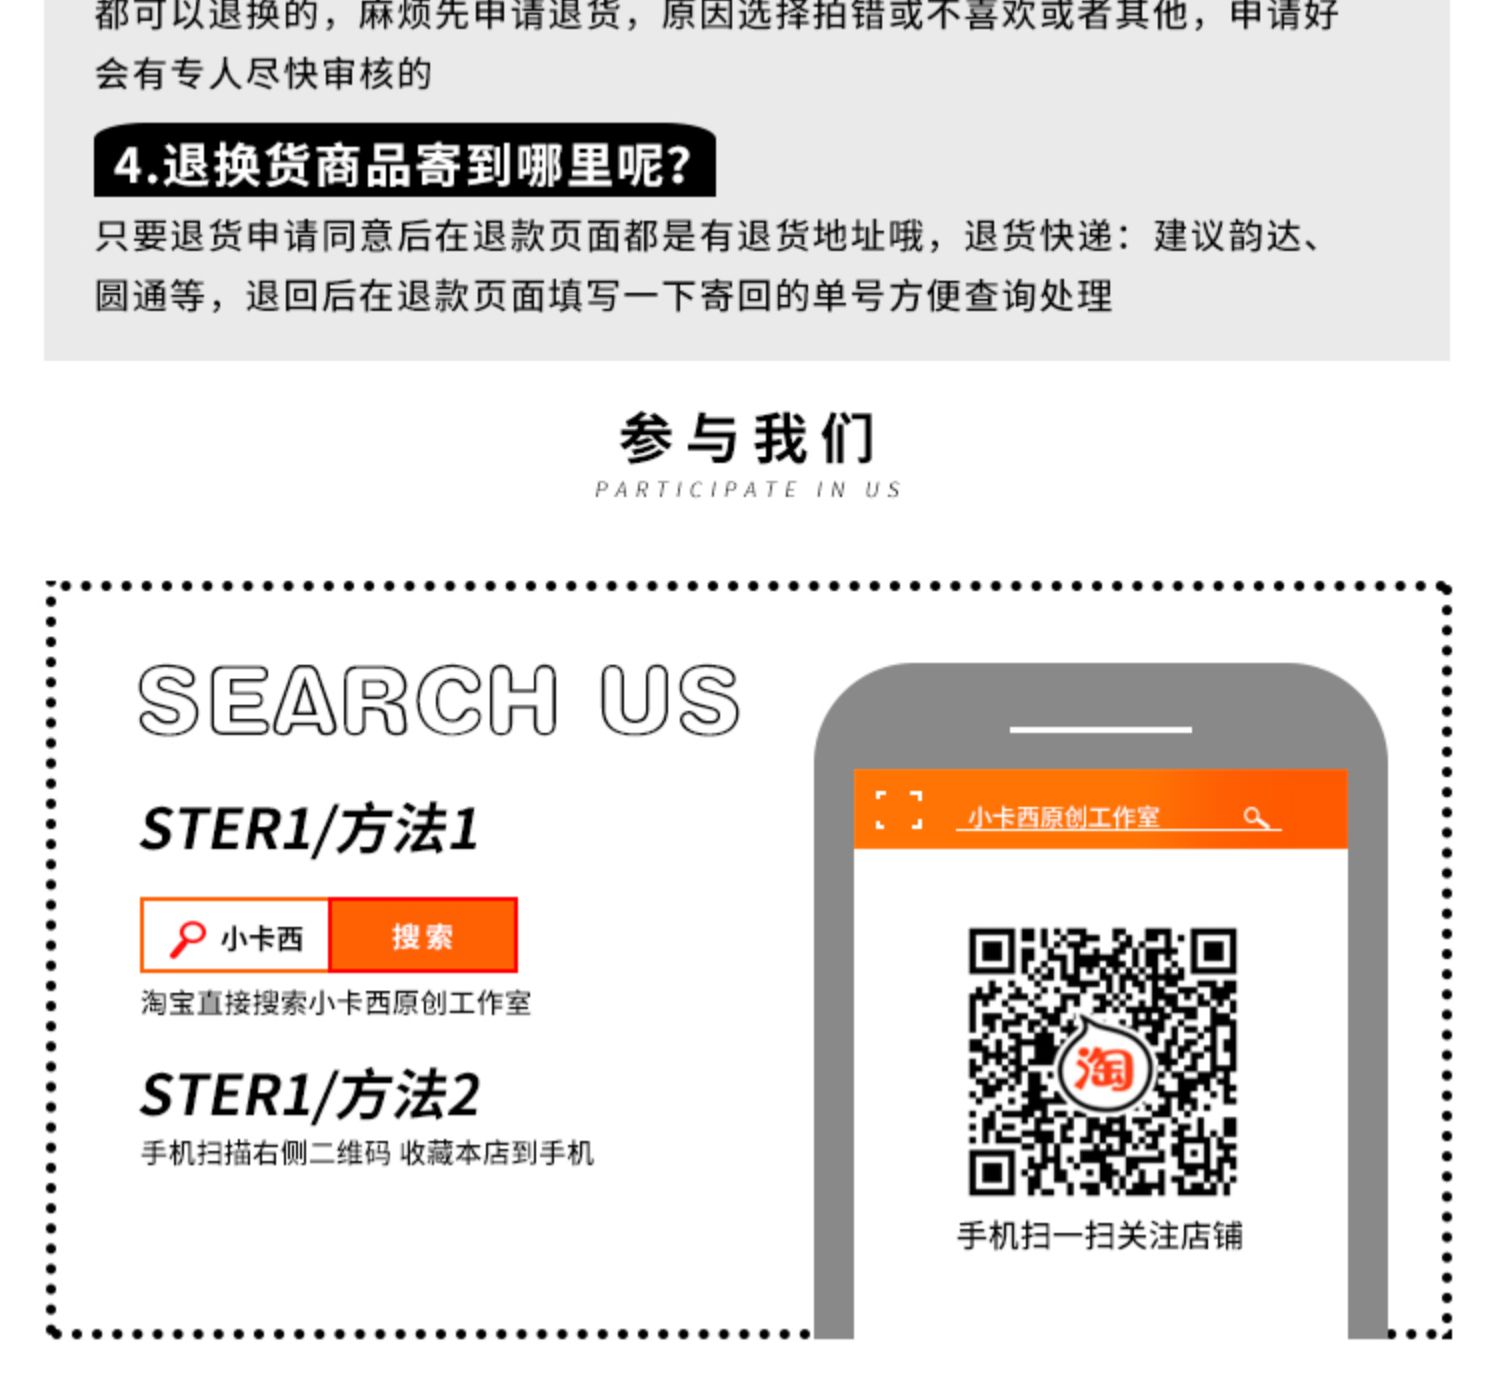 都可以退换的，麻烦先申请退货，原因选择拍错或不喜欢或者其他，申请好
会有专人尽快审核的
4.退换货商品寄到哪里呢？
只要退货申请同意后在退款页面都是有退货地址哦，退货快递：建议韵达、
圆通等，退回后在退款页面填写一下寄回的单号方便查询处理
参与我们
PARTICIPATE IN US
SEARCH US
STER1/方法1
小卡西 搜索
淘宝直接搜索小卡西原创工作室
STER1/方法2
手机扫描右侧二维码 收藏本店到手机
小卡西原创工作室
淘
手机扫一扫关注店铺